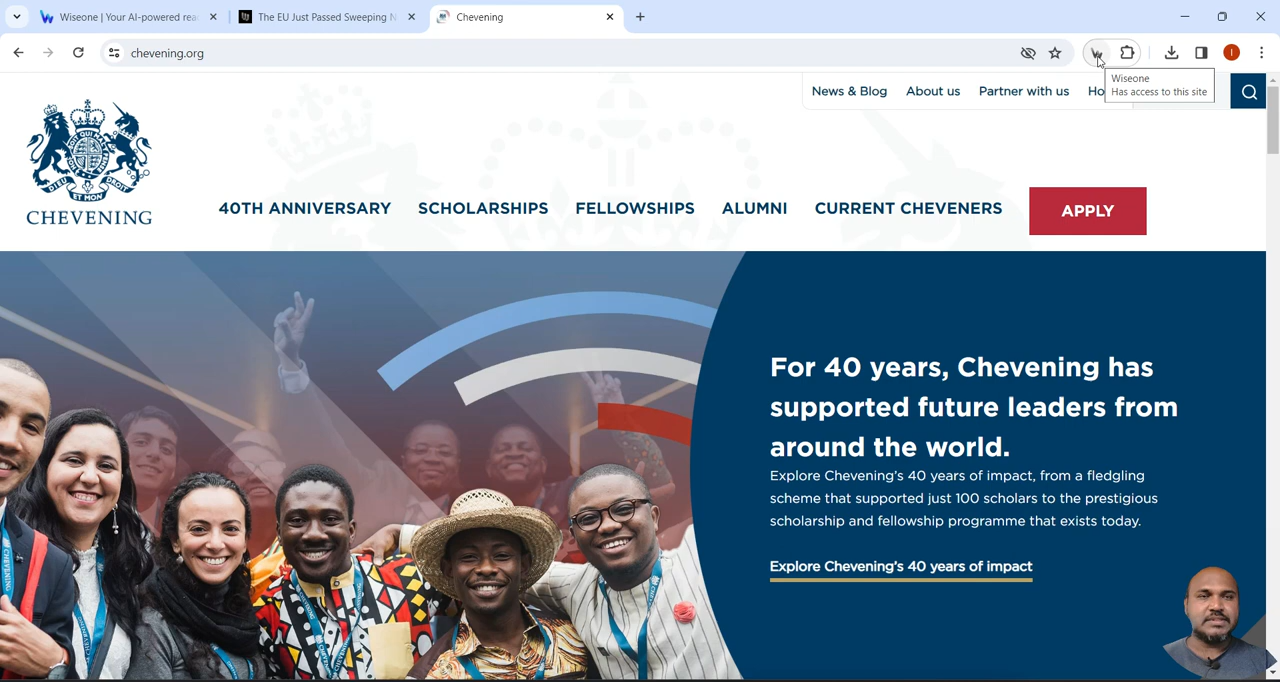 Wiseone | Your AI-powered rea
The EU Just Passed Sweeping N
Chevening
chevening.org
Wiseone
Has access to this site
News & Blog
About us
Partner with us
Ho
DIEU ET MON DROIT
CHEVENING
40TH ANNIVERSARY
SCHOLARSHIPS
FELLOWSHIPS
ALUMNI
CURRENT CHEVENERS
APPLY
For 40 years, Chevening has
supported future leaders from
around the world.
Explore Chevening's 40 years of impact, from a fledgling
scheme that supported just 100 scholars to the prestigious
scholarship and fellowship programme that exists today.
Explore Chevening's 40 years of impact